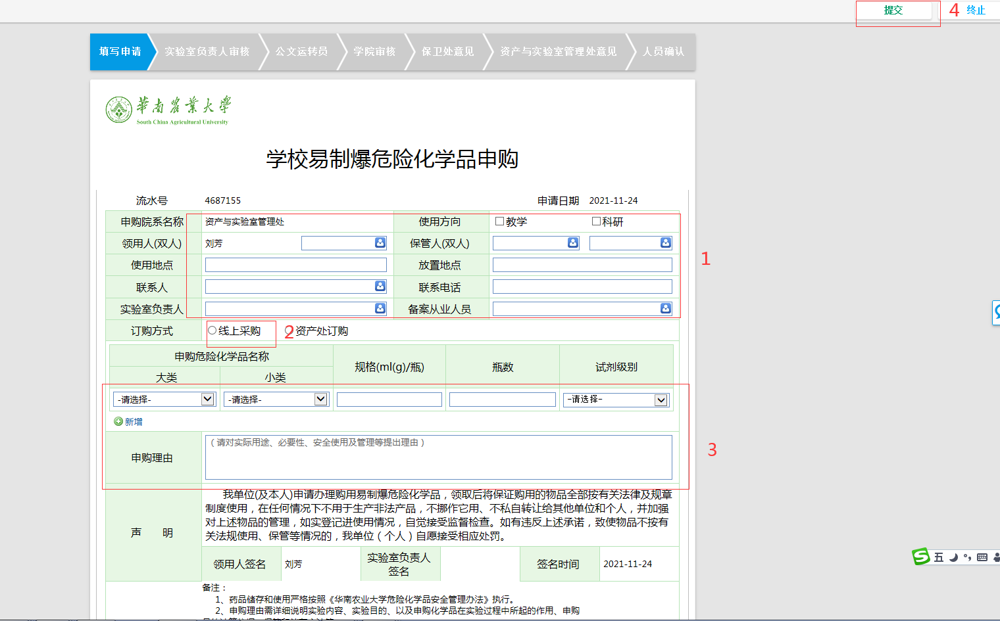 提交 4 终止
填写申请 实验室负责人审核 公文运转员 学院审核 保卫处意见 资产与实验室管理处意见 人员确认
華南農業大學
South China Agricultural University
学校易制爆危险化学品申购
流水号 4687155 申请日期 2021-11-24
申购院系名称 资产与实验室管理处 使用方向 教学 科研
领用人(双人) 刘芳 保管人(双人)
使用地点 放置地点 1
联系人 联系电话
实验室负责人 备案从业人员
订购方式 线上采购 2 资产处订购
申购危险化学品名称 规格(ml(g)/瓶) 瓶数 试剂级别
大类 小类
-请选择- -请选择- -请选择-
新增
(请对实际用途、必要性、安全使用及管理等提出理由)
申购理由 3
我单位(及本人)申请办理购用易制爆危险化学品，领取后将保证购用的物品全部按有关法律及规章
制度使用，在任何情况下不用于生产非法产品，不挪作它用、不私自转让给其他单位和个人，并加强
对上述物品的管理，如实登记进使用情况，自觉接受监督检查。如有违反上述承诺，致使物品不按有
关法规使用、保管等情况的，我单位（个人）自愿接受相应处罚。
声 明
领用人签名 刘芳 实验室负责人签名 签名时间 2021-11-24
五
备注：
1、药品储存和使用严格按照《华南农业大学危险化学品安全管理办法》执行。
2、申购理由需详细说明实验内容、实验目的、以及申购化学品在实验过程中所起的作用、申购